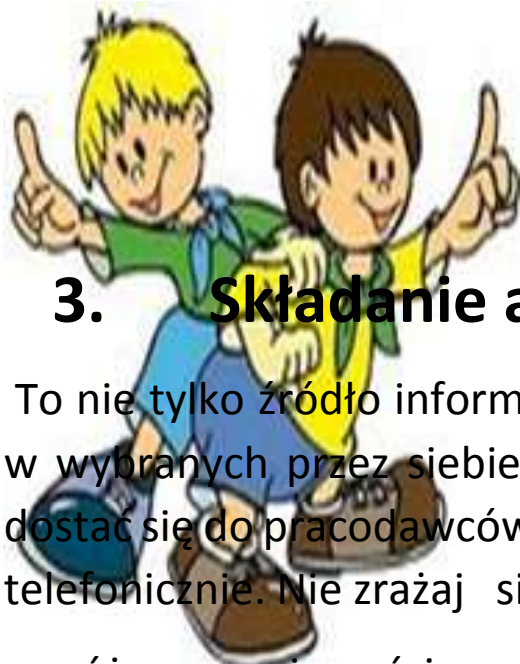 3. Składanie a
To nie tylko źródło inform
w wybranych przez siebie
dostać się do pracodawców
telefonicznie. Nie zrażaj si